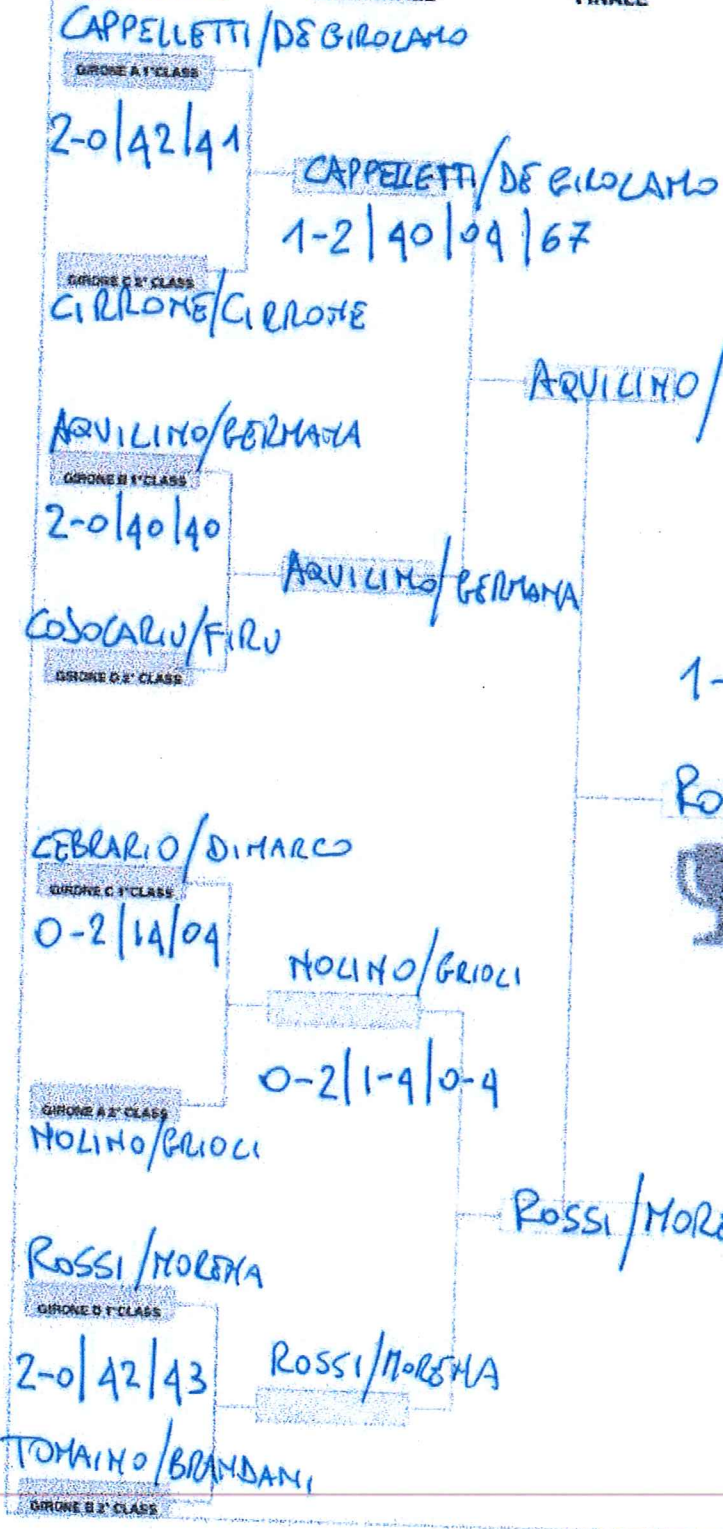 FINALE
CAPPELLETTI/DE GIROLAMO
GIRONE A 1° CLASS
2-0|42|41
CAPPELLETTI/DE GIROLAMO
1-2|40|04|67
GIRONE C 2° CLASS
CIRRONE/CIRRONE
AQUILINO/
AQUILINO/GERMANA
GIRONE B 1° CLASS
2-0|40|40
AQUILINO/GERMANA
COJOCARIU/FIRU
GIRONE D 2° CLASS
1-
RO
CEBRARIO/DIMARCO
GIRONE C 1° CLASS
0-2|14|04
MOLINO/GRIOLI
0-2|1-4|0-4
GIRONE A 2° CLASS
MOLINO/GRIOLI
ROSSI/MORE
ROSSI/MORENA
GIRONE D 1° CLASS
2-0|42|43
ROSSI/MORENA
TOMAINO/BRANDANI
GIRONE B 2° CLASS